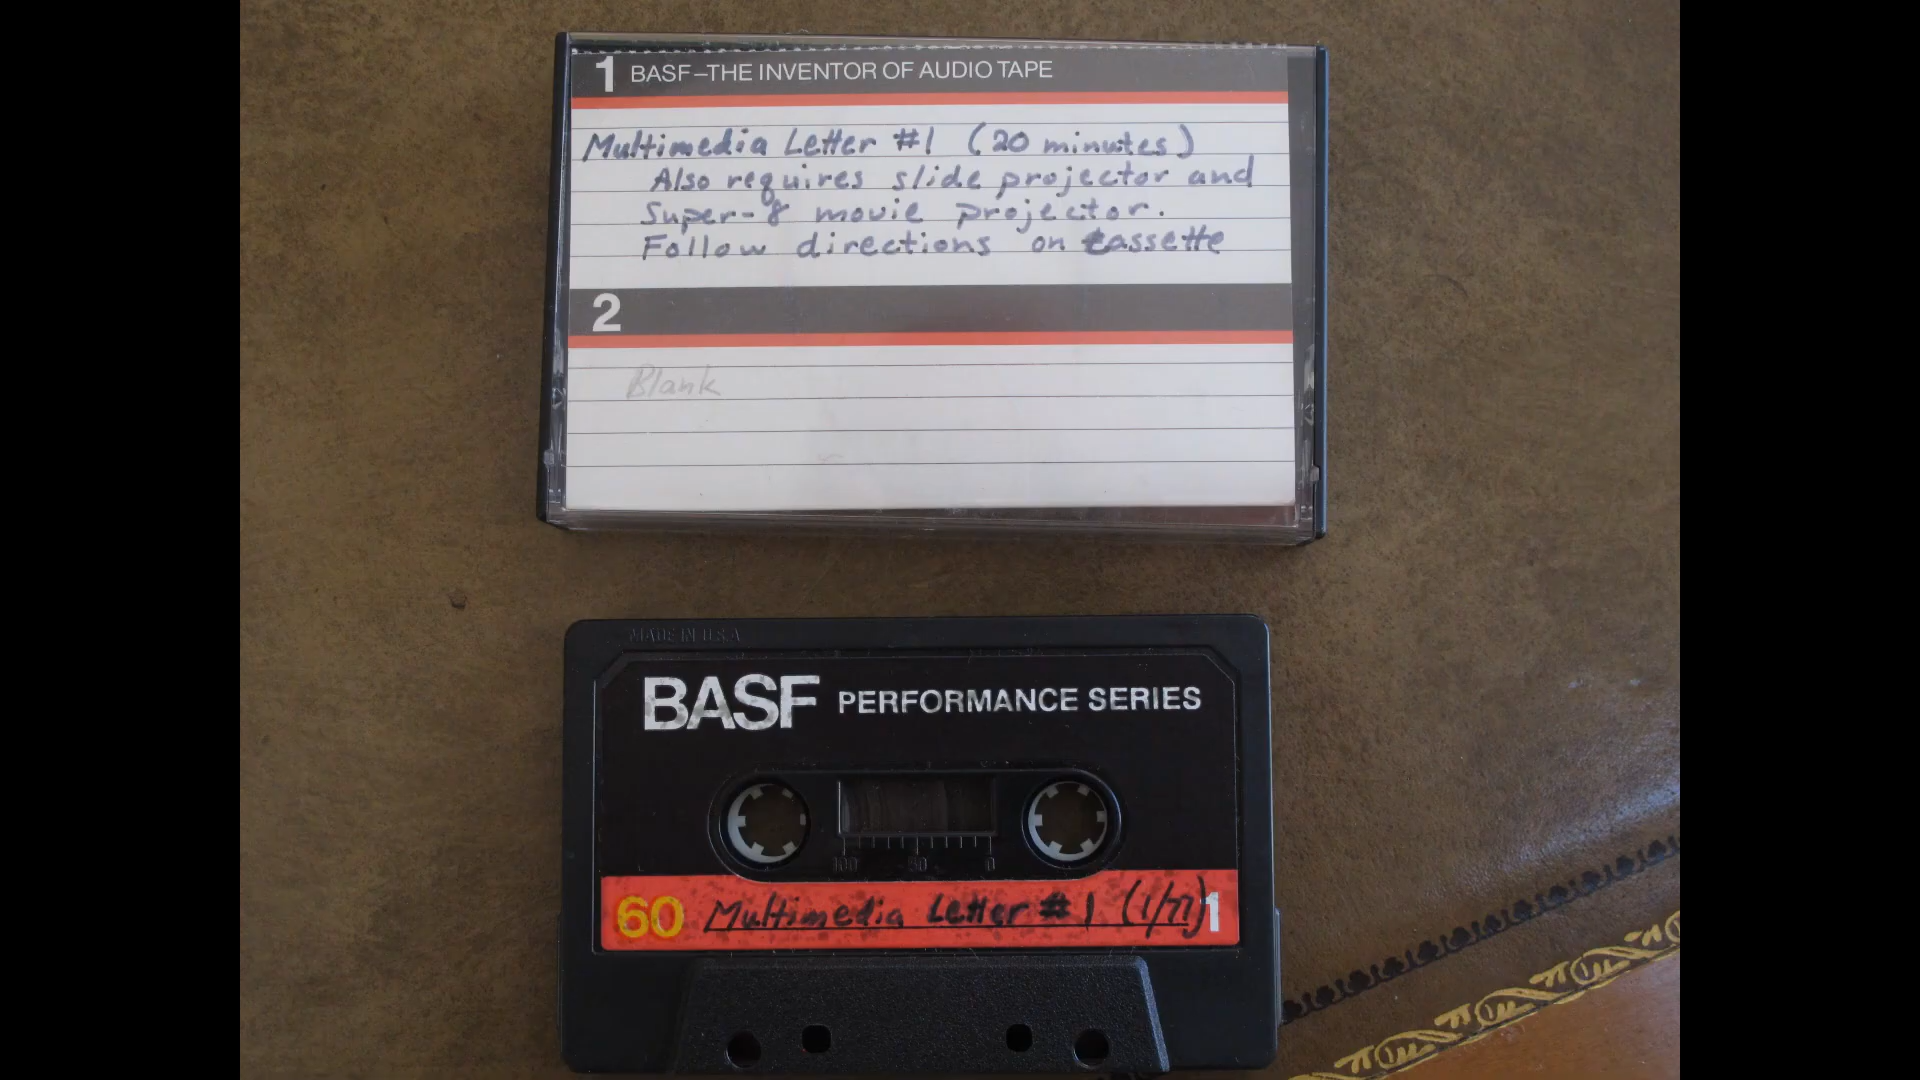 1 BASF-THE INVENTOR OF AUDIO TAPE
Multimedia Letter #1 (20 minutes)
Also requires slide projector and
Super-8 movie projector.
Follow directions on cassette
2
Blank
MADE IN U.S.A
BASF PERFORMANCE SERIES
100 50 0
60 Multimedia Letter #1 (1/77) 1